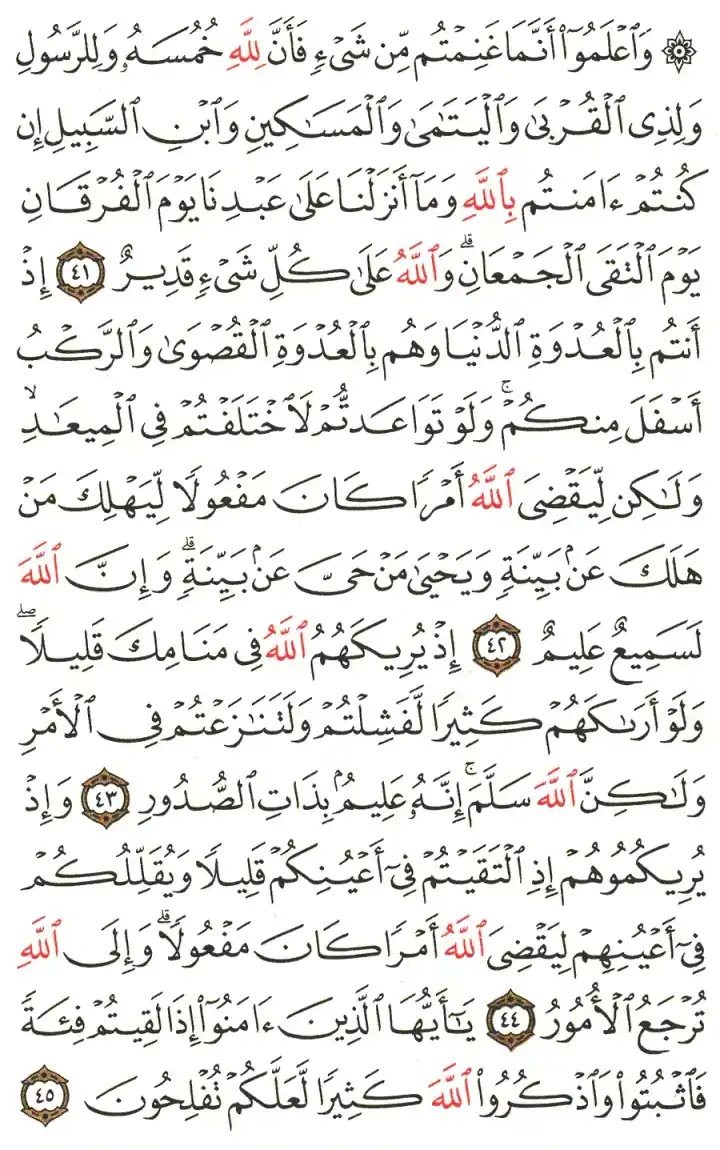 ۞ وَٱعۡلَمُوٓاْ أَنَّمَا غَنِمۡتُم مِّن شَيۡءٖ فَأَنَّ لِلَّهِ خُمُسَهُۥ وَلِلرَّسُولِ
وَلِذِي ٱلۡقُرۡبَىٰ وَٱلۡيَتَٰمَىٰ وَٱلۡمَسَٰكِينِ وَٱبۡنِ ٱلسَّبِيلِ إِن
كُنتُمۡ ءَامَنتُم بِٱللَّهِ وَمَآ أَنزَلۡنَا عَلَىٰ عَبۡدِنَا يَوۡمَ ٱلۡفُرۡقَانِ
يَوۡمَ ٱلۡتَقَى ٱلۡجَمۡعَانِۗ وَٱللَّهُ عَلَىٰ كُلِّ شَيۡءٖ قَدِيرٌ ٤١ إِذۡ
أَنتُم بِٱلۡعُدۡوَةِ ٱلدُّنۡيَا وَهُم بِٱلۡعُدۡوَةِ ٱلۡقُصۡوَىٰ وَٱلرَّكۡبُ
أَسۡفَلَ مِنكُمۡۚ وَلَوۡ تَوَاعَدتُّمۡ لَٱخۡتَلَفۡتُمۡ فِي ٱلۡمِيعَٰدِ ۙ
وَلَٰكِن لِّيَقۡضِيَ ٱللَّهُ أَمۡرٗا كَانَ مَفۡعُولٗا لِّيَهۡلِكَ مَنۡ
هَلَكَ عَنۢ بَيِّنَةٖ وَيَحۡيَىٰ مَنۡ حَيَّ عَنۢ بَيِّنَةٖۗ وَإِنَّ ٱللَّهَ
لَسَمِيعٌ عَلِيمٌ ٤٢ إِذۡ يُرِيكَهُمُ ٱللَّهُ فِي مَنَامِكَ قَلِيلٗاۖ
وَلَوۡ أَرَىٰكَهُمۡ كَثِيرٗا لَّفَشِلۡتُمۡ وَلَتَنَٰزَعۡتُمۡ فِي ٱلۡأَمۡرِ
وَلَٰكِنَّ ٱللَّهَ سَلَّمَۚ إِنَّهُۥ عَلِيمُۢ بِذَاتِ ٱلصُّدُورِ ٤٣ وَإِذۡ
يُرِيكُمُوهُمۡ إِذِ ٱلۡتَقَيۡتُمۡ فِيٓ أَعۡيُنِكُمۡ قَلِيلٗا وَيُقَلِّلُكُمۡ
فِيٓ أَعۡيُنِهِمۡ لِيَقۡضِيَ ٱللَّهُ أَمۡرٗا كَانَ مَفۡعُولٗاۗ وَإِلَى ٱللَّهِ
تُرۡجَعُ ٱلۡأُمُورُ ٤٤ يَٰٓأَيُّهَا ٱلَّذِينَ ءَامَنُوٓاْ إِذَا لَقِيتُمۡ فِئَةٗ
فَٱثۡبُتُواْ وَٱذۡكُرُواْ ٱللَّهَ كَثِيرٗا لَّعَلَّكُمۡ تُفۡلِحُونَ ٤٥